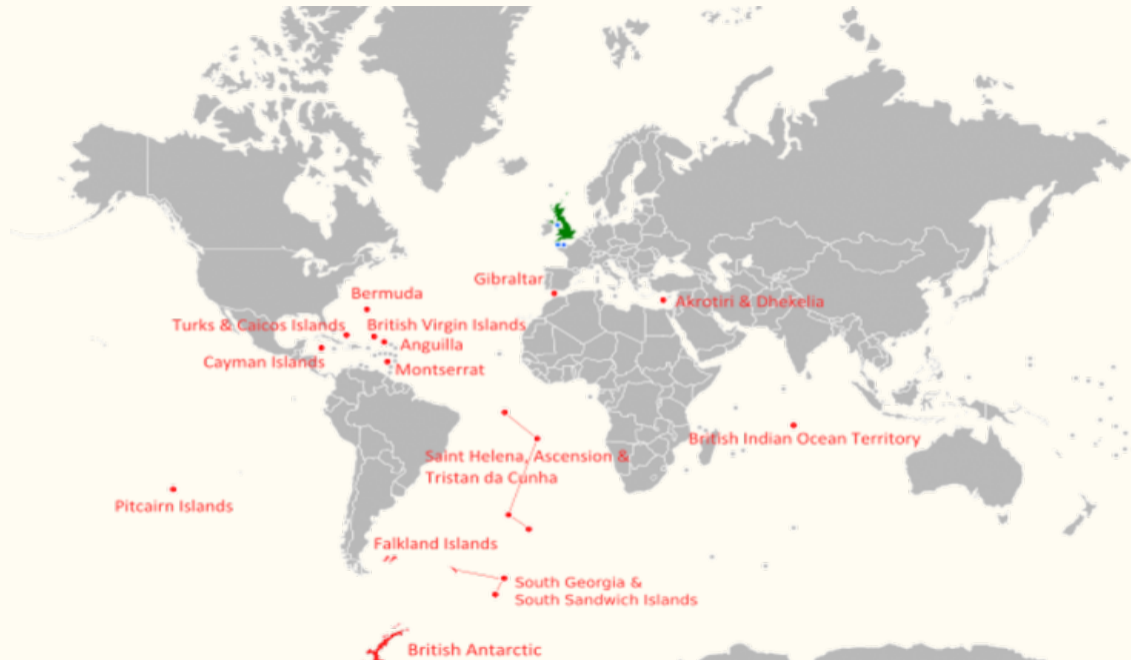 Gibraltar
Akrotiri & Dhekelia
Bermuda
Turks & Caicos Islands
British Virgin Islands
Anguilla
Cayman Islands
Montserrat
British Indian Ocean Territory
Saint Helena, Ascension &
Tristan da Cunha
Pitcairn Islands
Falkland Islands
South Georgia &
South Sandwich Islands
British Antarctic